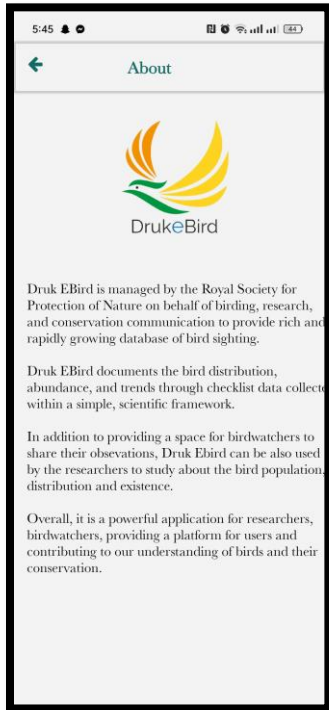 5:45
44
About
DrukeBird
Druk EBird is managed by the Royal Society for
Protection of Nature on behalf of birding, research,
and conservation communication to provide rich and
rapidly growing database of bird sighting.
Druk EBird documents the bird distribution,
abundance, and trends through checklist data collecte
within a simple, scientific framework.
In addition to providing a space for birdwatchers to
share their obsevations, Druk Ebird can be also used
by the researchers to study about the bird population,
distribution and existence.
Overall, it is a powerful application for researchers,
birdwatchers, providing a platform for users and
contributing to our understanding of birds and their
conservation.